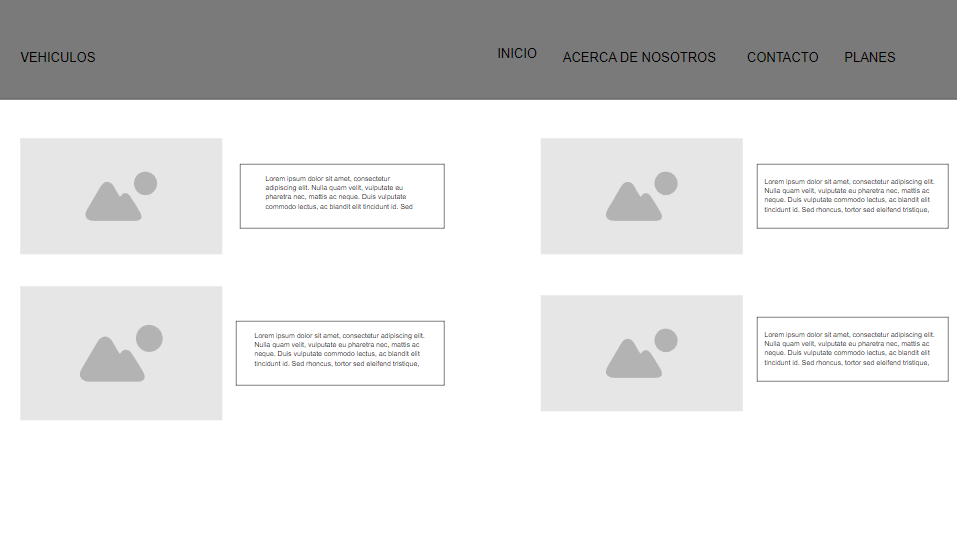 VEHICULOS
INICIO
ACERCA DE NOSOTROS
CONTACTO
PLANES
Lorem ipsum dolor sit amet, consectetur
adipiscing elit. Nulla quam velit, vulputate eu
pharetra nec, mattis ac neque. Duis vulputate
commodo lectus, ac blandit elit tincidunt id. Sed
Lorem ipsum dolor sit amet, consectetur adipiscing elit.
Nulla quam velit, vulputate eu pharetra nec, mattis ac
neque. Duis vulputate commodo lectus, ac blandit elit
tincidunt id. Sed rhoncus, tortor sed eleifend tristique,
Lorem ipsum dolor sit amet, consectetur adipiscing elit.
Nulla quam velit, vulputate eu pharetra nec, mattis ac
neque. Duis vulputate commodo lectus, ac blandit elit
tincidunt id. Sed rhoncus, tortor sed eleifend tristique,
Lorem ipsum dolor sit amet, consectetur adipiscing elit.
Nulla quam velit, vulputate eu pharetra nec, mattis ac
neque. Duis vulputate commodo lectus, ac blandit elit
tincidunt id. Sed rhoncus, tortor sed eleifend tristique,